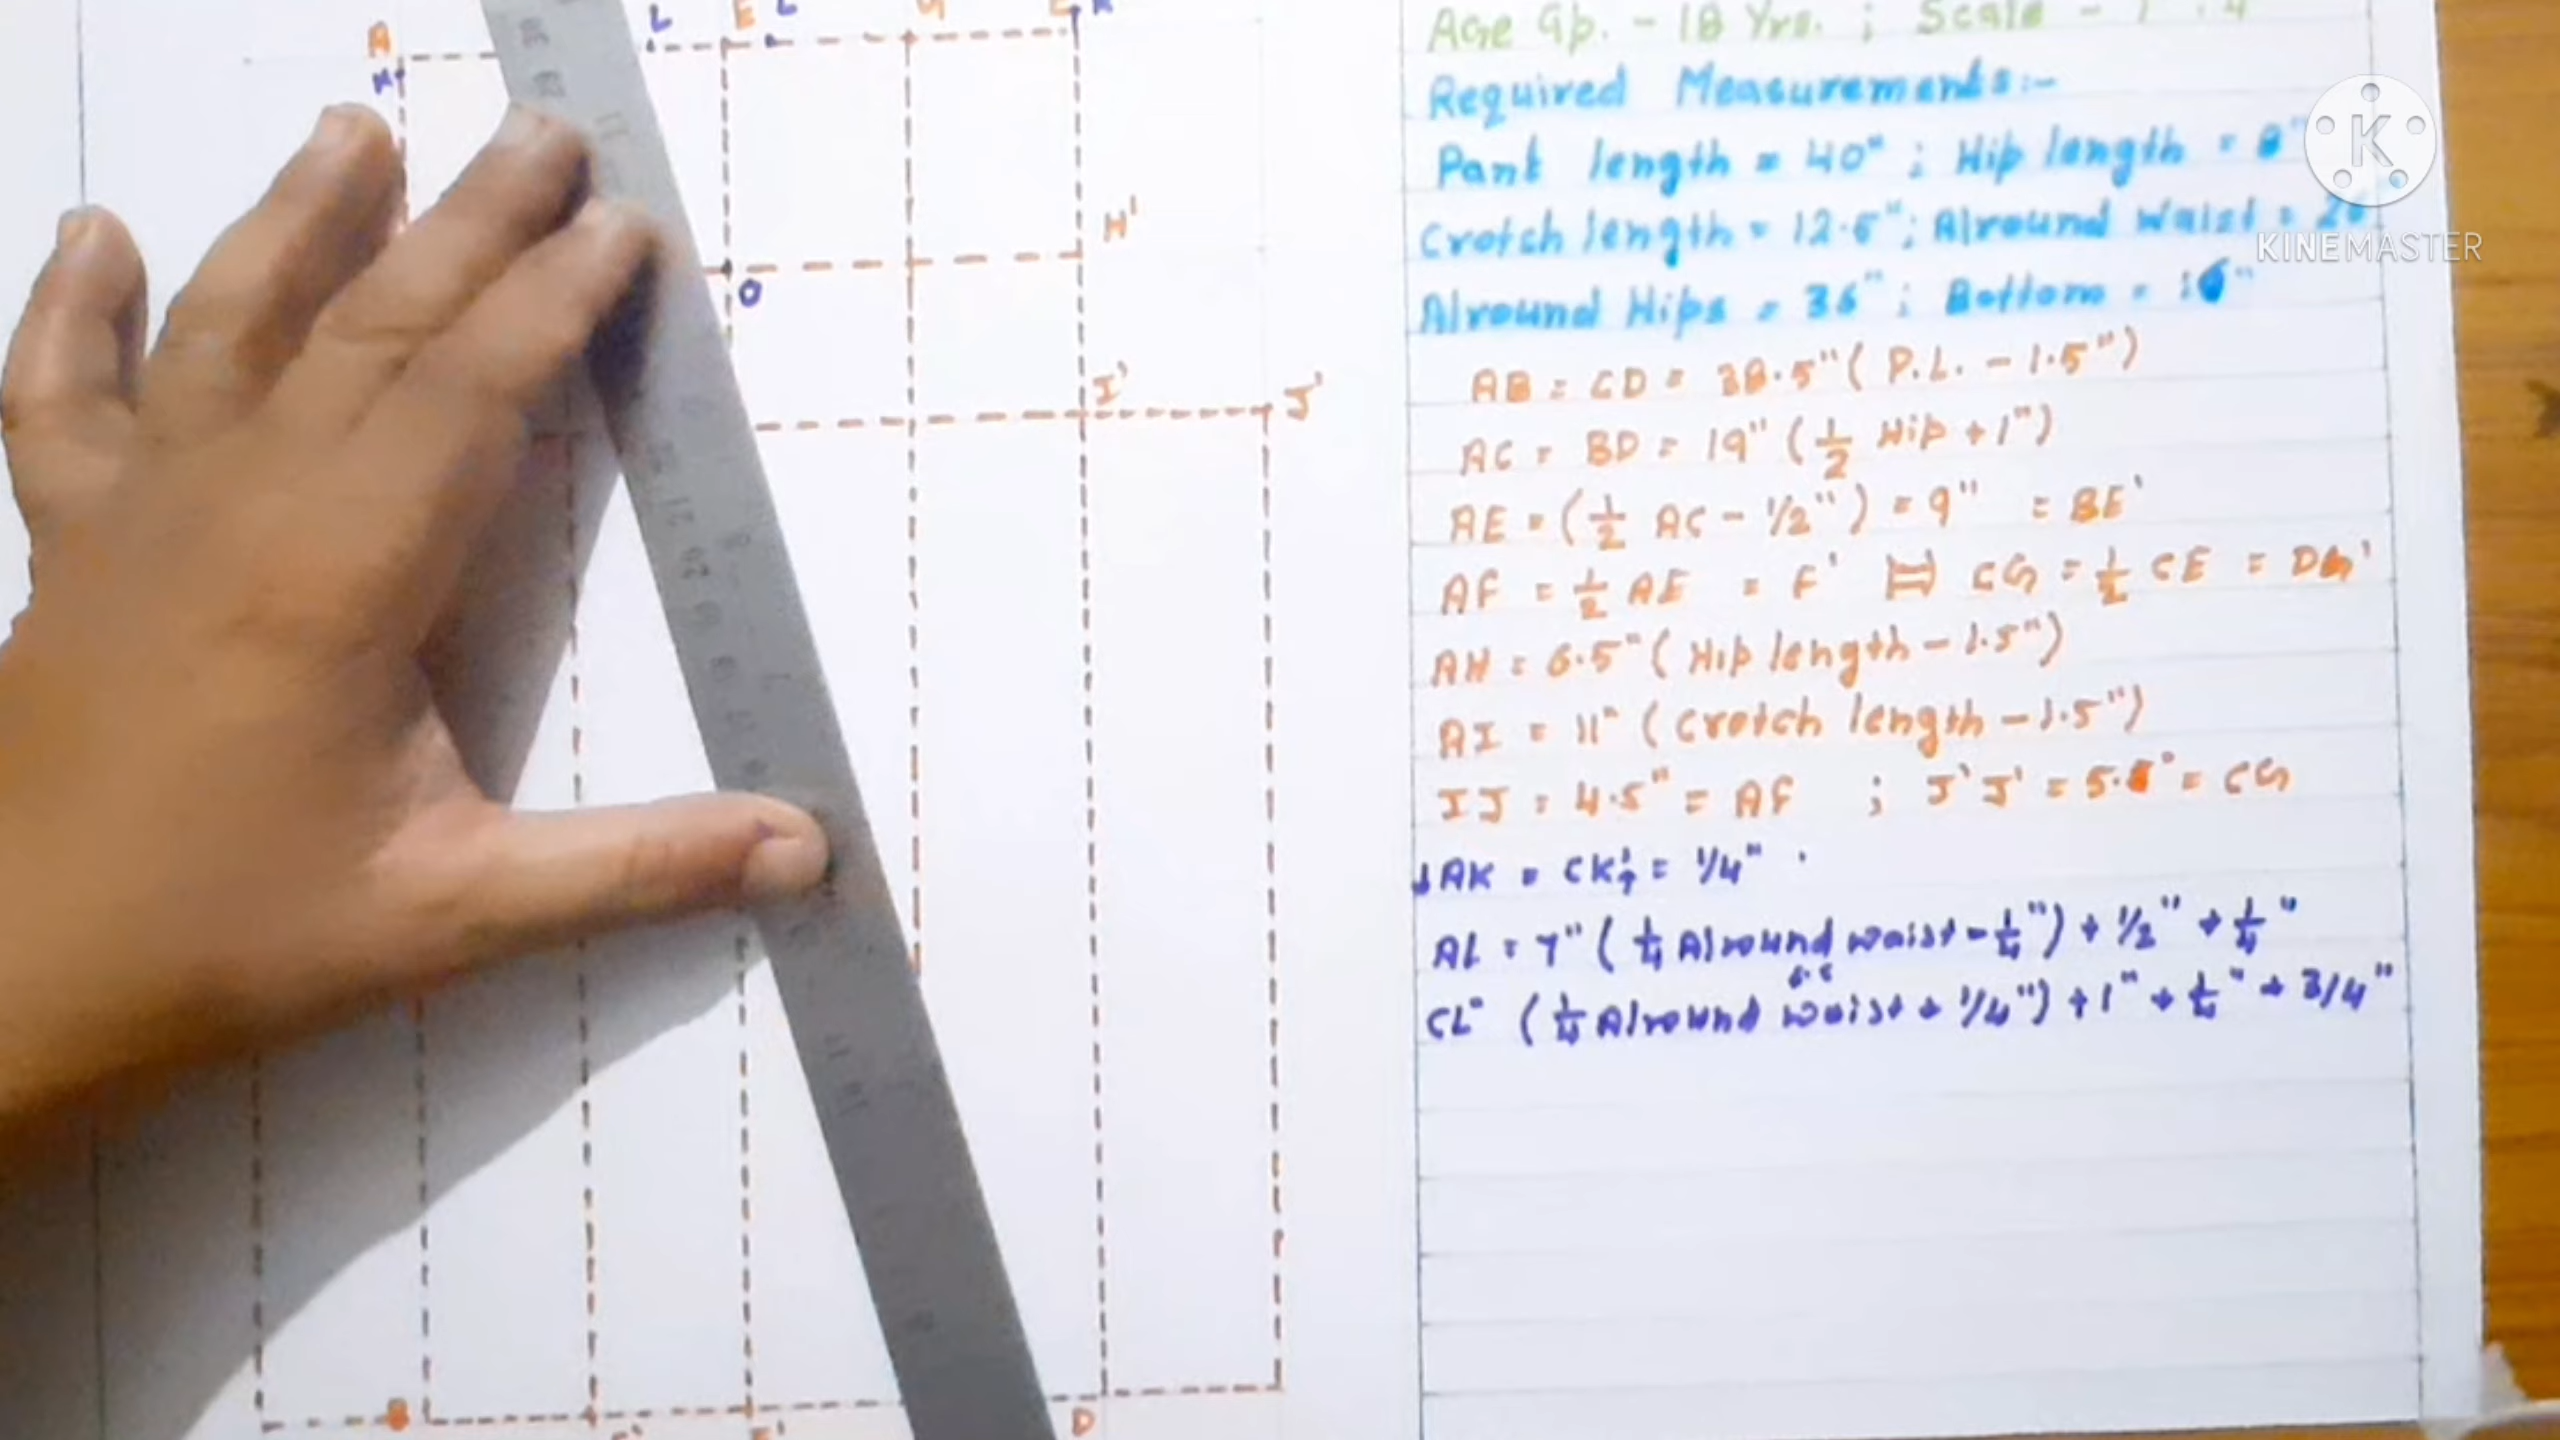 A
L
E
L
G
K
K
H'
O
I'
J'
B
E'
D
Age Gp. - 18 Yrs. ; Scale -
Required Measurements:-
Pant length = 40" ; Hip length = 8"
Crotch length = 12.5" ; Alround Waist =
Alround Hips = 36" ; Bottom = 16"
AB = CD = 38.5" ( P.L. - 1.5")
AC = BD = 19" ( 1/2 Hip + 1")
AE = ( 1/2 AC - 1/2") = 9" = BE'
AF = 1/2 AE = F' CG = 1/2 CE = DG'
AH = 6.5" ( Hip length - 1.5")
AI = 11" ( Crotch length - 1.5")
IJ = 4.5" = AF ; J'J' = 5. = CG
↓AK = CK' = 1/4"
AL = 7" ( 1/4 Alround waist - 1/4") + 1/2" + 1/4"
CL ( 1/4 Alround waist + 1/4") + 1" + 1/4" + 3/4"
K
KINEMASTER